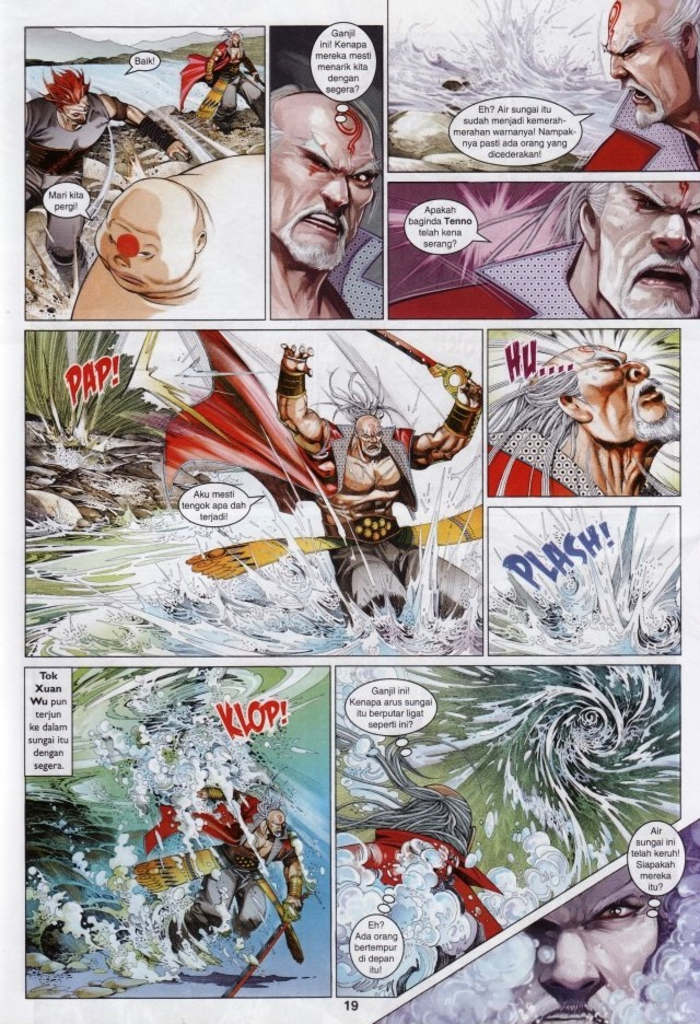 Baik!
Mari kita
pergi!
Ganjil
ini! Kenapa
mereka mesti
menarik kita
dengan
segera?
Eh? Air sungai itu
sudah menjadi kemerah-
merahan warnanya! Nampak-
nya pasti ada orang yang
dicederakan!
Apakah
baginda Tenno
telah kena
serang?
PAP!
Aku mesti
tengok apa dah
terjadi!
HU....
PLASH!
Tok
Xuan
Wu pun
terjun
ke dalam
sungai itu
dengan
segera.
KLOP!
Ganjil ini!
Kenapa arus sungai
itu berputar ligat
seperti ini?
Eh?
Ada orang
bertempur
di depan
itu!
Air
sungai ini
telah keruh!
Siapakah
mereka
itu?
19